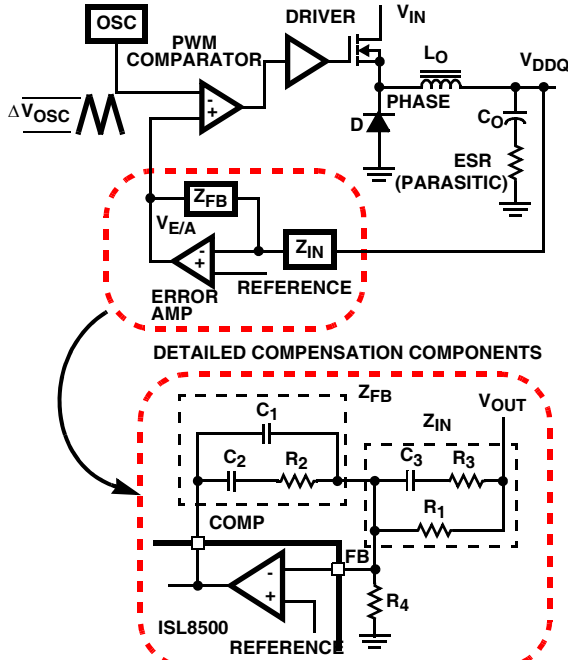 OSC
DRIVER
V_IN
PWM
COMPARATOR
L_O
V_DDQ
ΔV_OSC
-
+
PHASE
D
C_O
ESR
(PARASITIC)
Z_FB
V_E/A
-
+
Z_IN
REFERENCE
ERROR
AMP
DETAILED COMPENSATION COMPONENTS
Z_FB
C_1
Z_IN
V_OUT
C_2
R_2
C_3
R_3
R_1
COMP
FB
-
+
R_4
ISL8500
REFERENCE